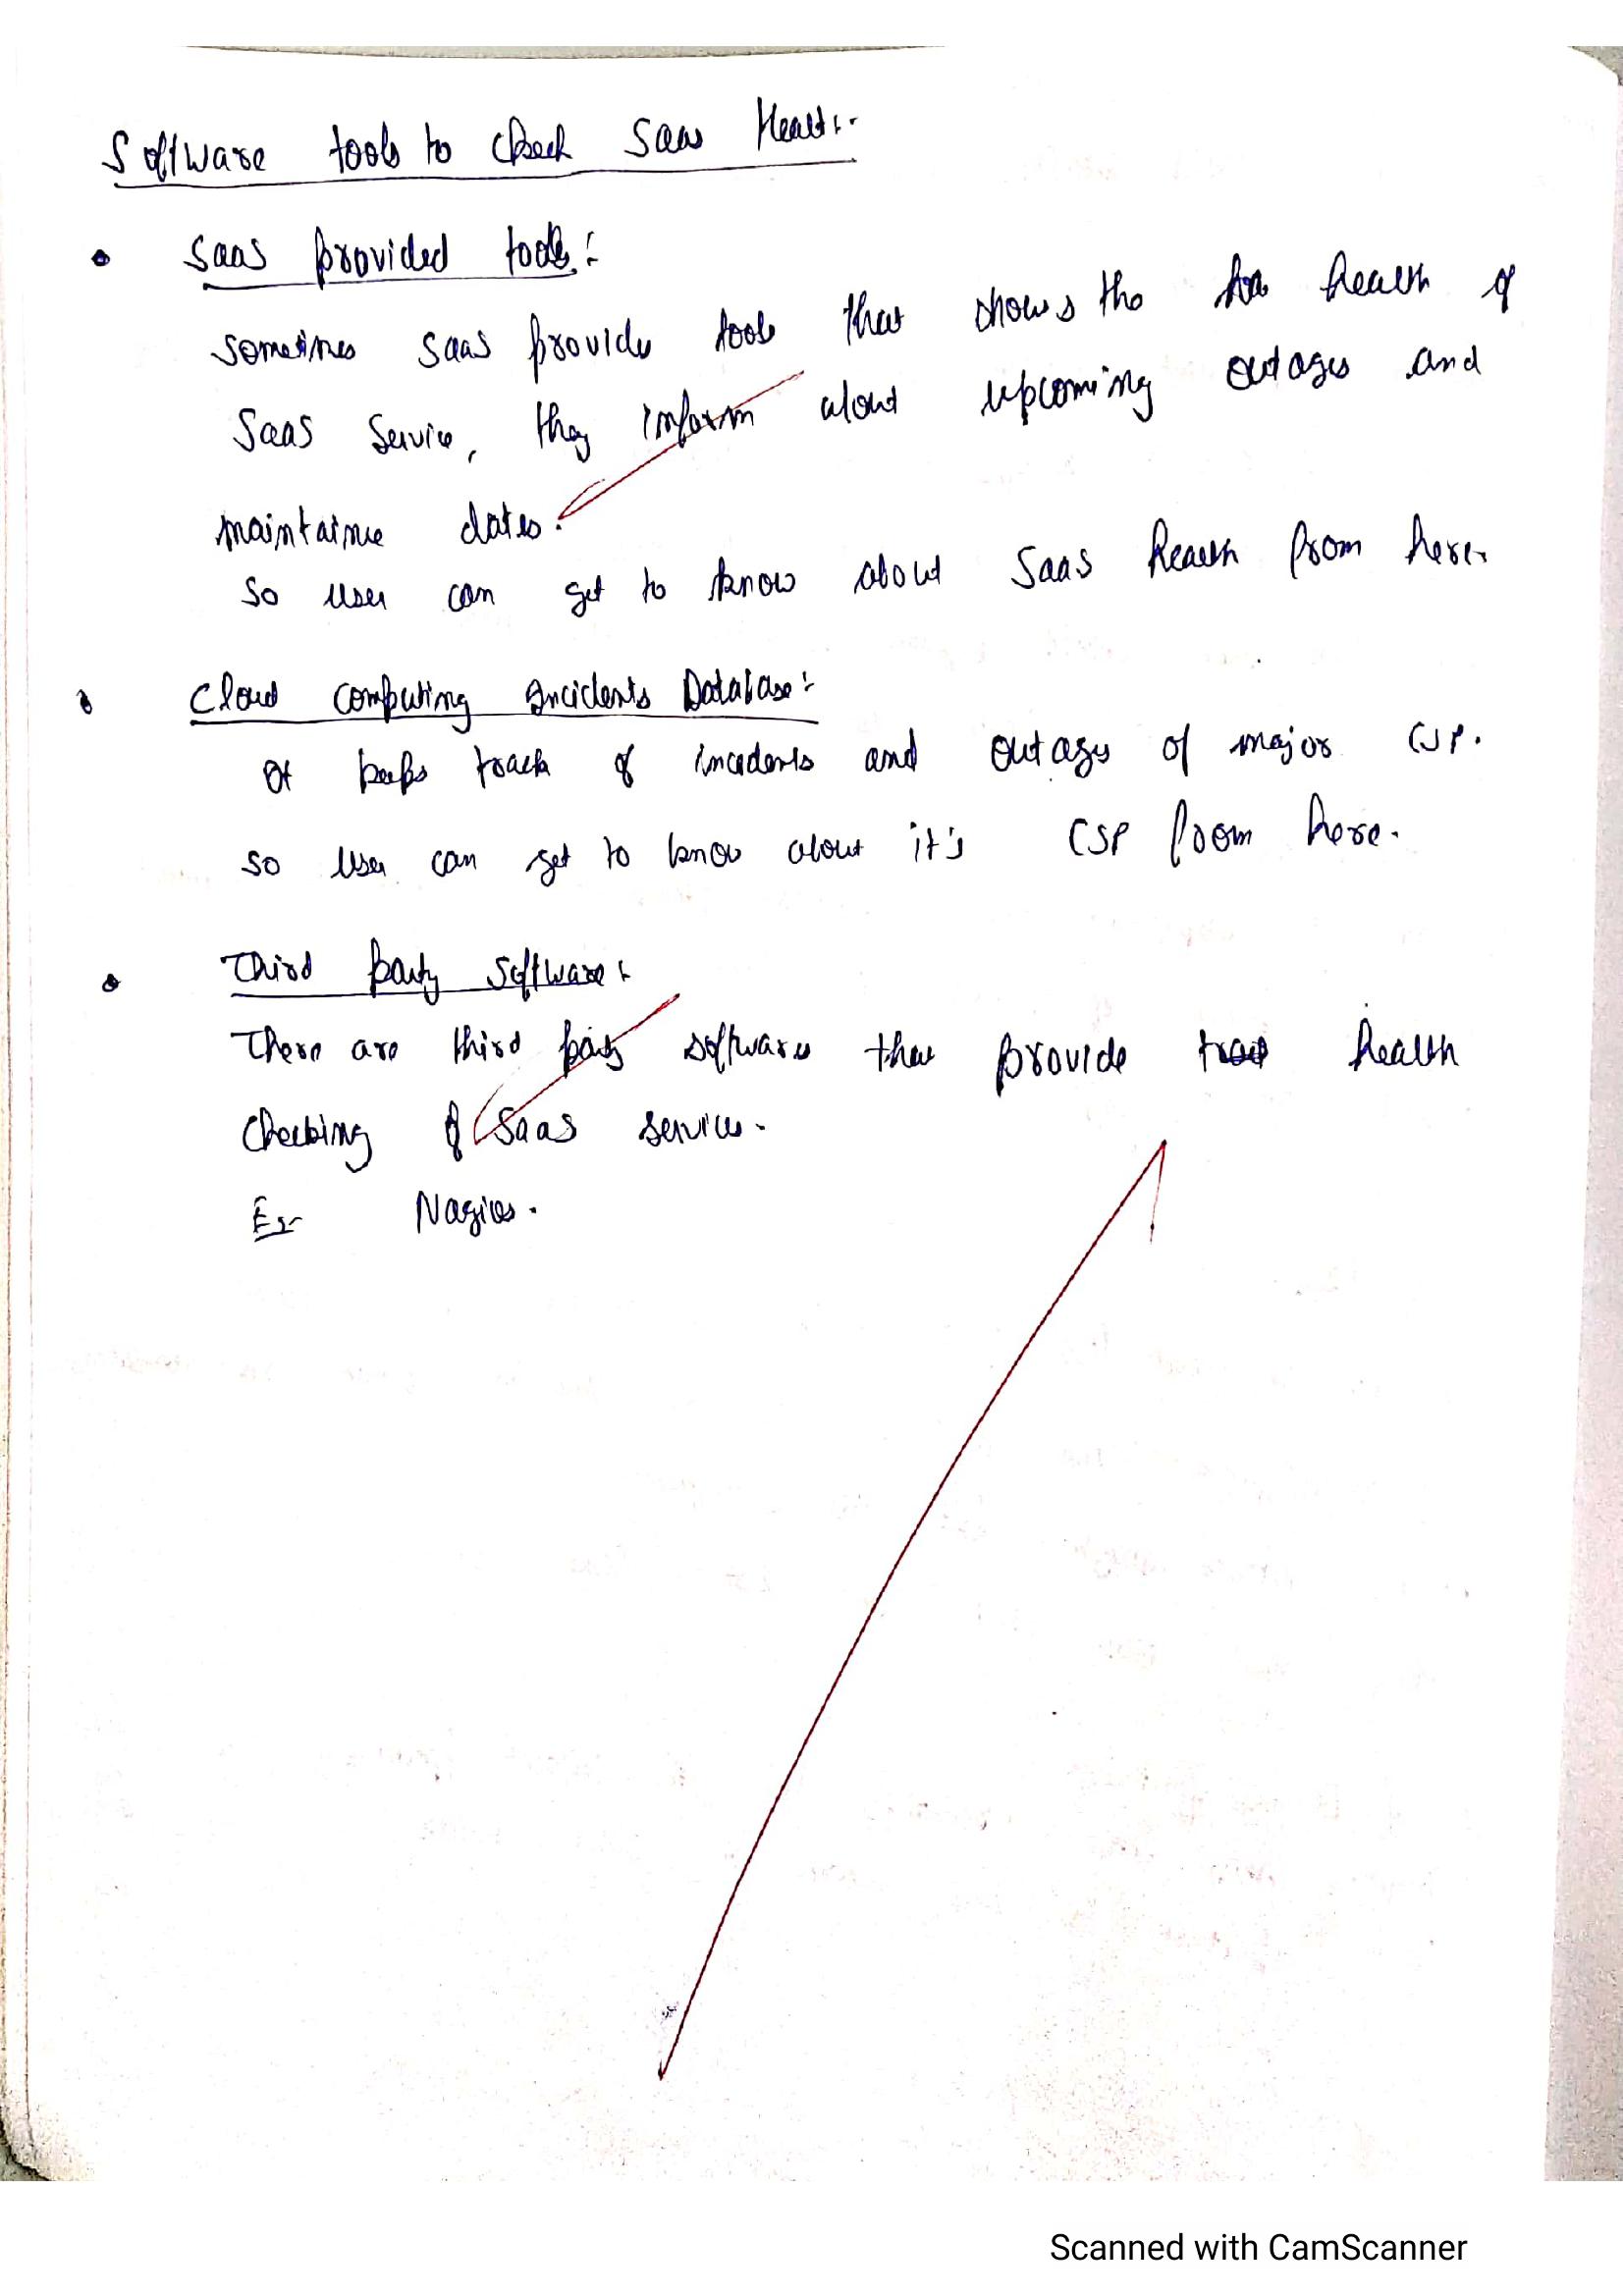 Software tools to check Saas Health:-
• Saas provided tools:-
sometimes saas provide tools that shows the health of
Saas Service, they inform about upcoming outages and
maintaince dates.
So user can get to know about Saas health from here.
• Cloud Computing Incidents Database:-
It keeps track of incidents and outages of major CSP.
so user can get to know about it's CSP from here.
• Third party software:-
There are third party softwares that provide health
checking of Saas service.
Eg- Nagios.
Scanned with CamScanner